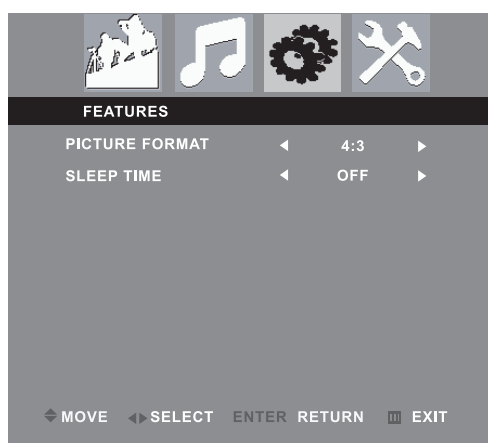 FEATURES
PICTURE FORMAT 4:3
SLEEP TIME OFF
MOVE SELECT ENTER RETURN EXIT